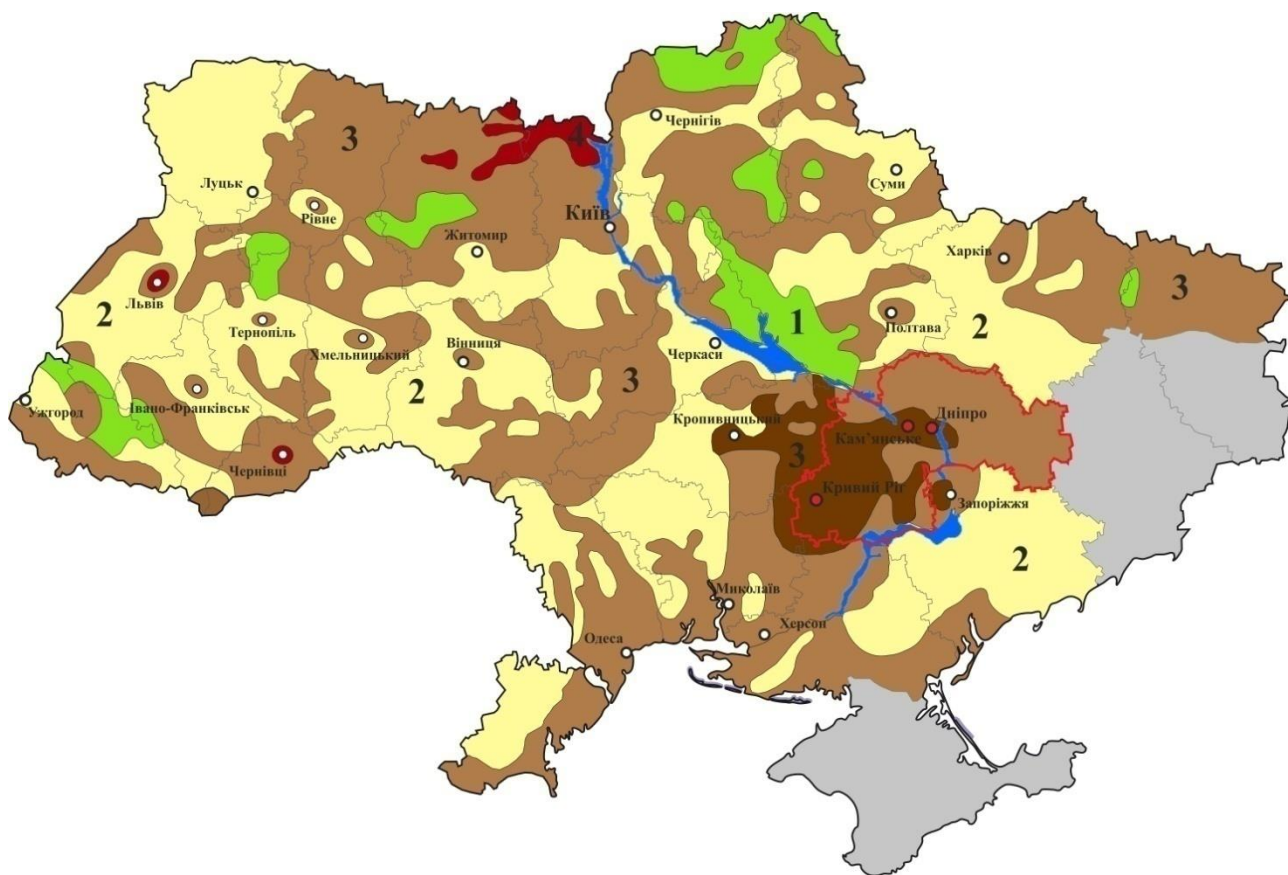 Чернігів
3
4
Суми
Луцьк
Рівне
Київ
Житомир
Харків
Львів
3
2
1
Тернопіль
Хмельницький
Вінниця
Черкаси
Полтава
2
2
3
Ужгород
Івано-Франківськ
Кропивницький
Дніпро
Кам'янське
3
Чернівці
Кривий Ріг
Запоріжжя
2
Миколаїв
Херсон
Одеса